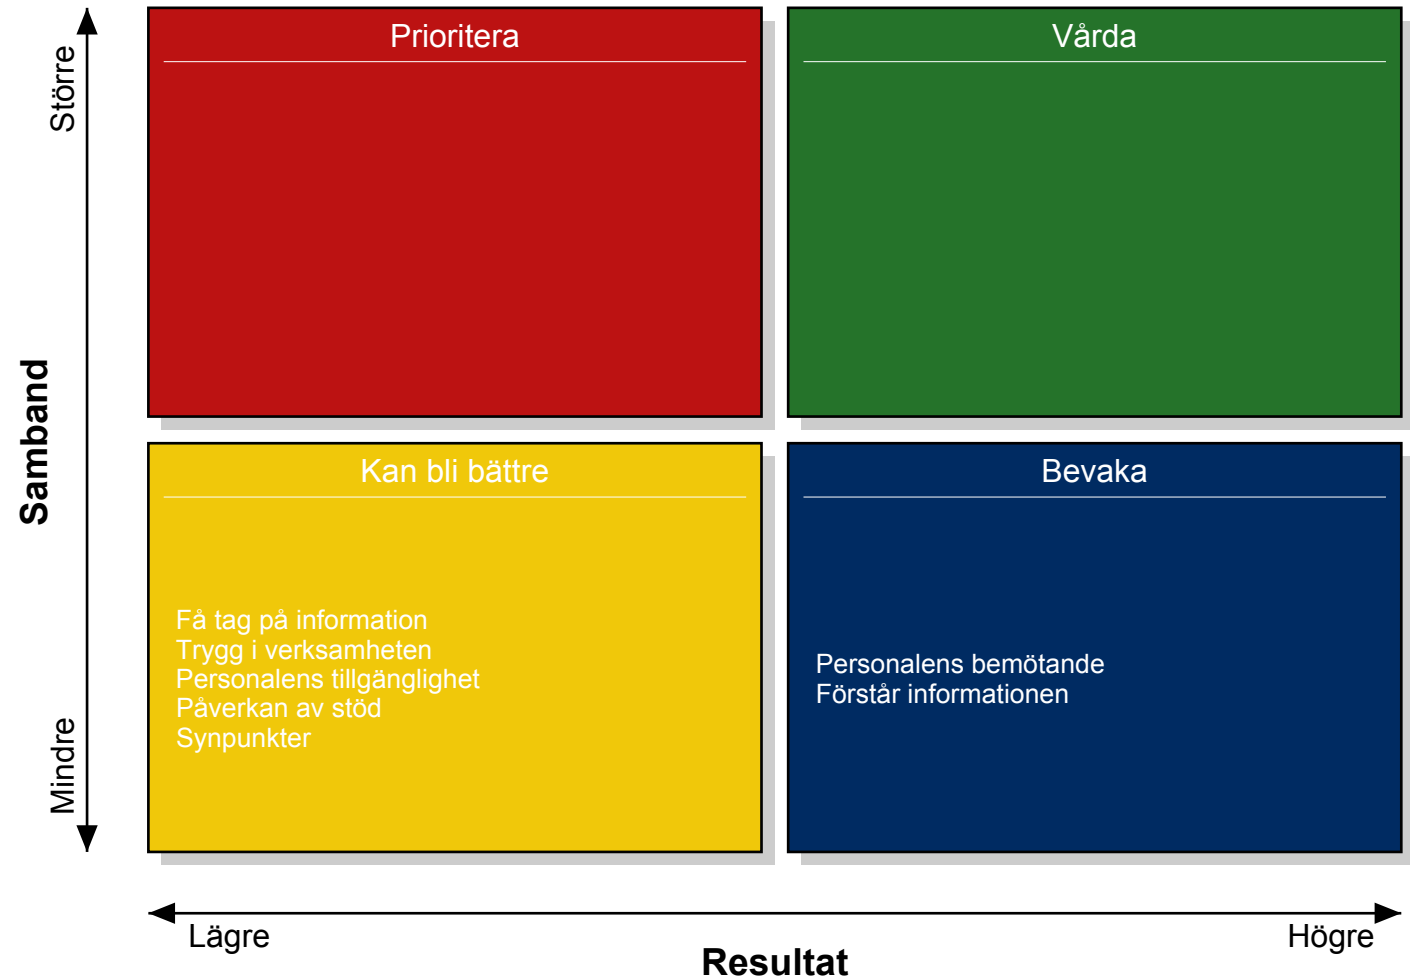 Prioritera
Vårda
Större
Samband
Mindre
Kan bli bättre
Få tag på information
Trygg i verksamheten
Personalens tillgänglighet
Påverkan av stöd
Synpunkter
Bevaka
Personalens bemötande
Förstår informationen
Lägre
Högre
Resultat